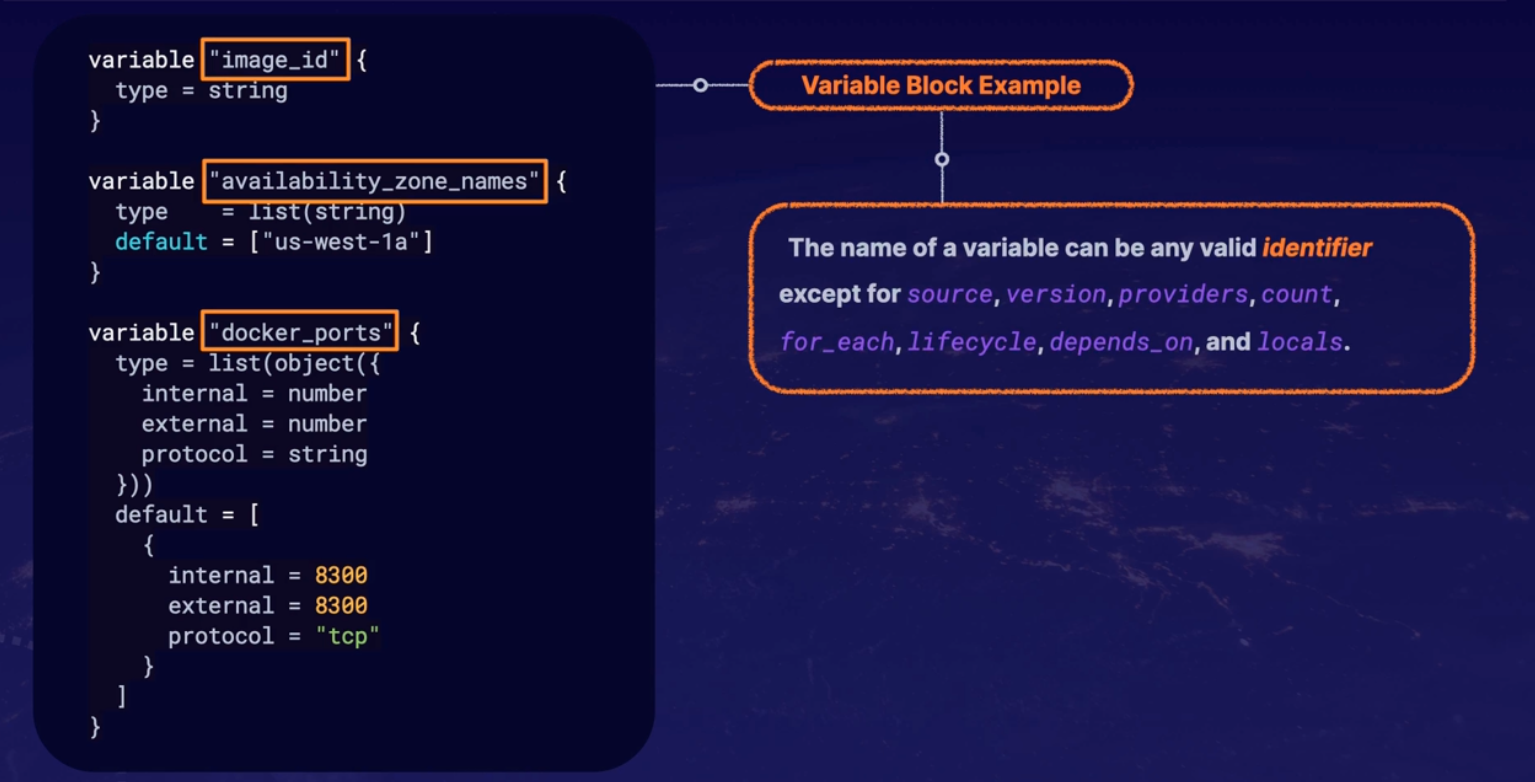 variable "image_id" {
  type = string
}

variable "availability_zone_names" {
  type    = list(string)
  default = ["us-west-1a"]
}

variable "docker_ports" {
  type = list(object({
    internal = number
    external = number
    protocol = string
  }))
  default = [
    {
      internal = 8300
      external = 8300
      protocol = "tcp"
    }
  ]
}
Variable Block Example
The name of a variable can be any valid identifier
except for source, version, providers, count,
for_each, lifecycle, depends_on, and locals.